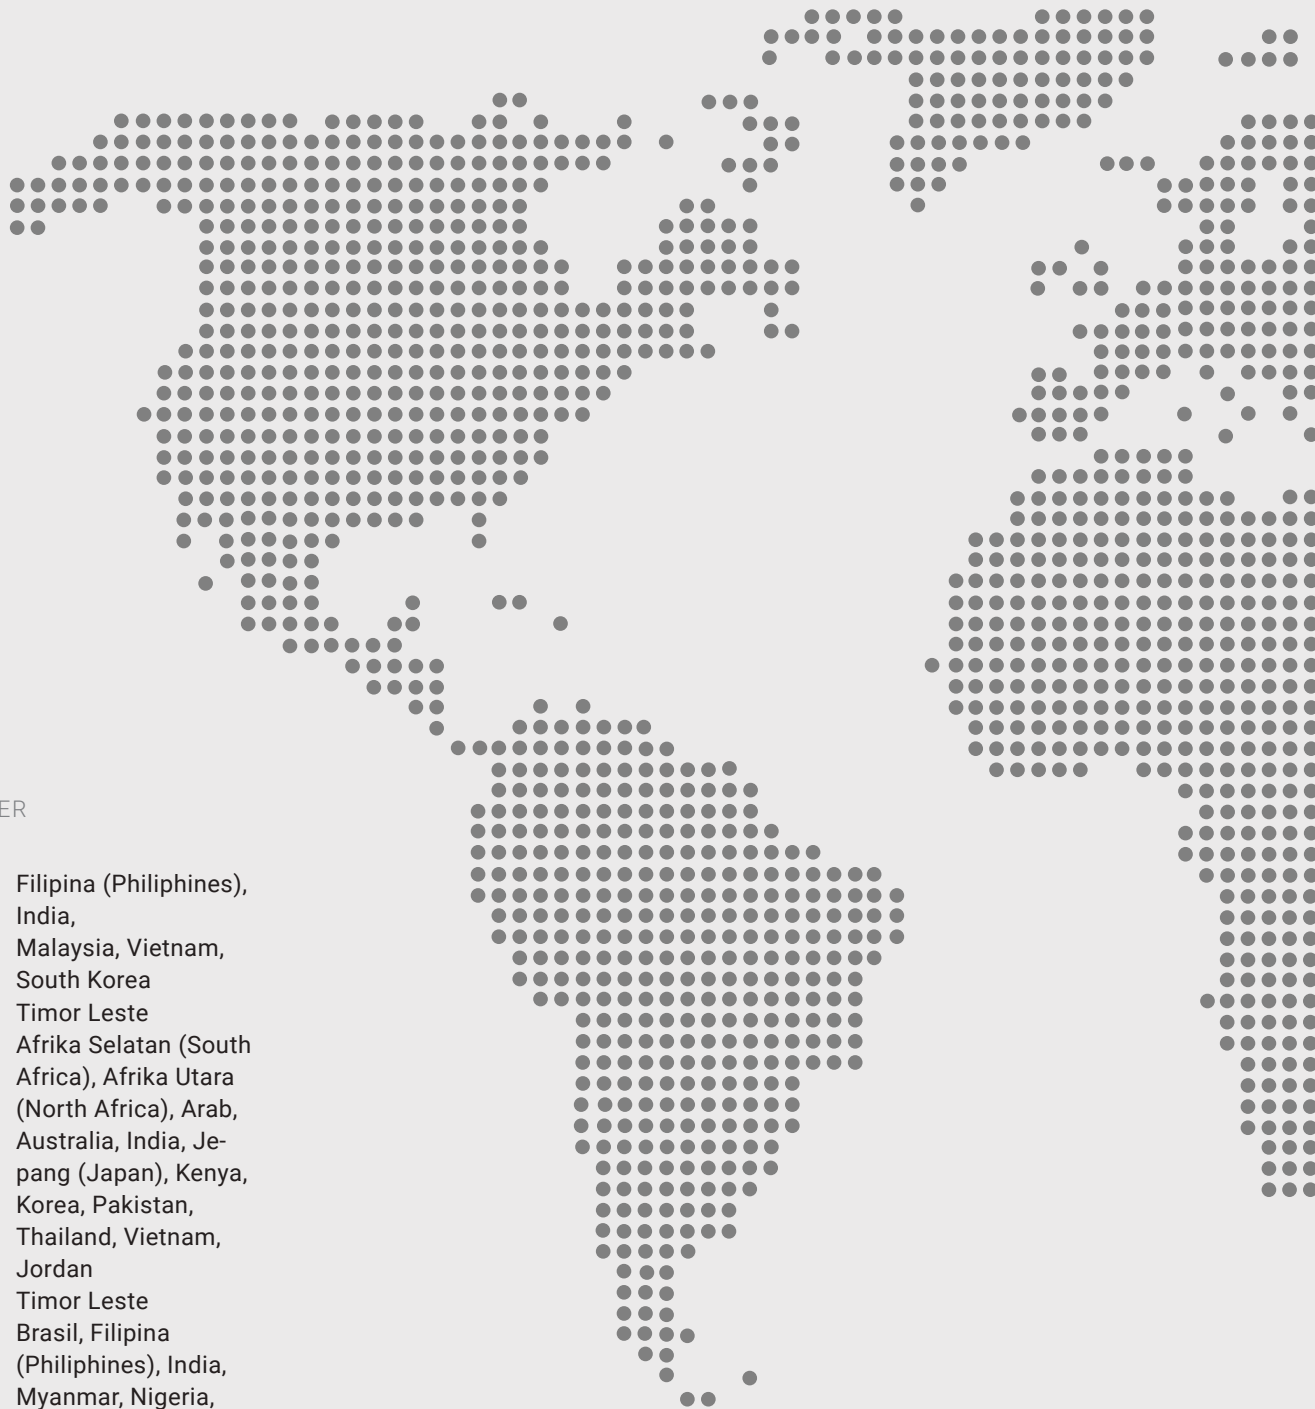 ER
Filipina (Philiphines),
India,
Malaysia, Vietnam,
South Korea
Timor Leste
Afrika Selatan (South
Africa), Afrika Utara
(North Africa), Arab,
Australia, India, Je-
pang (Japan), Kenya,
Korea, Pakistan,
Thailand, Vietnam,
Jordan
Timor Leste
Brasil, Filipina
(Philiphines), India,
Myanmar, Nigeria,